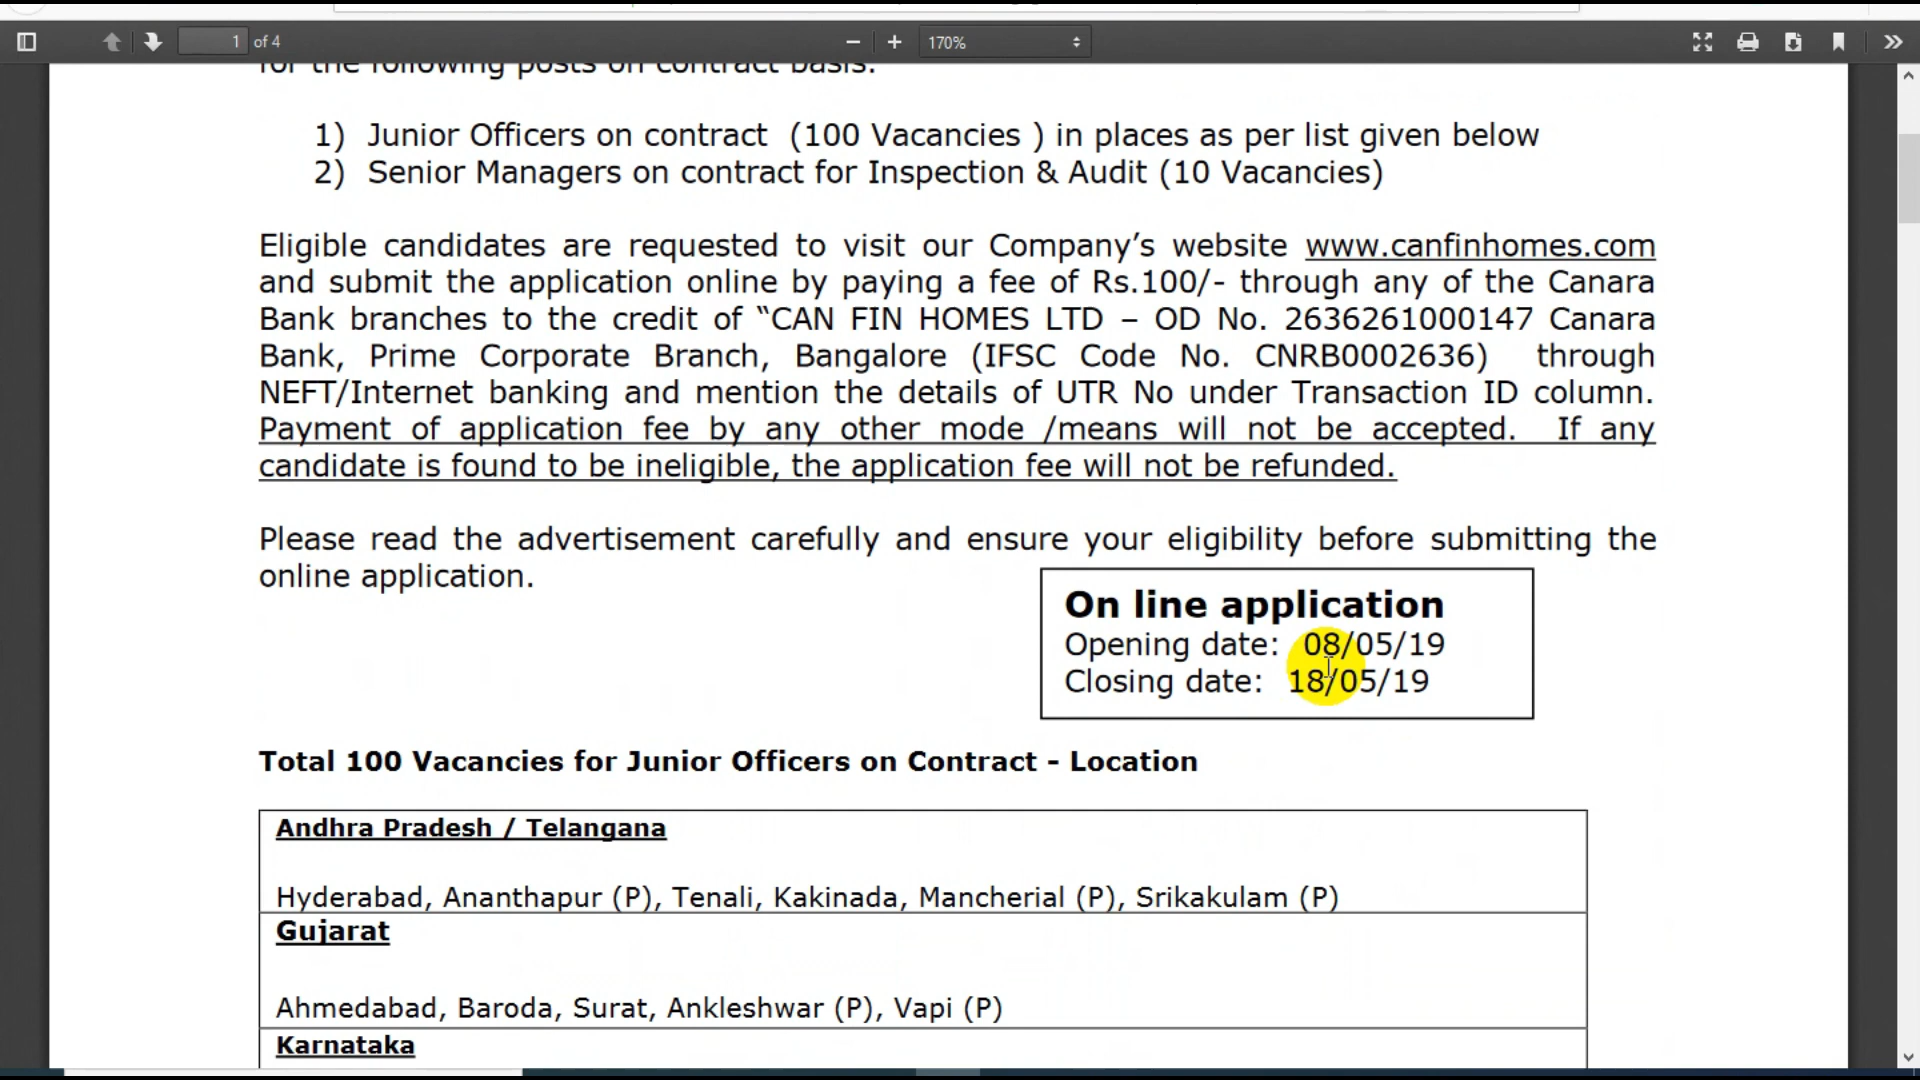 1 of 4
170%
for the following posts on contract basis.
1) Junior Officers on contract (100 Vacancies ) in places as per list given below
2) Senior Managers on contract for Inspection & Audit (10 Vacancies)
Eligible candidates are requested to visit our Company’s website www.canfinhomes.com
and submit the application online by paying a fee of Rs.100/- through any of the Canara
Bank branches to the credit of “CAN FIN HOMES LTD – OD No. 2636261000147 Canara
Bank, Prime Corporate Branch, Bangalore (IFSC Code No. CNRB0002636) through
NEFT/Internet banking and mention the details of UTR No under Transaction ID column.
Payment of application fee by any other mode /means will not be accepted. If any
candidate is found to be ineligible, the application fee will not be refunded.
Please read the advertisement carefully and ensure your eligibility before submitting the
online application.
On line application
Opening date: 08/05/19
Closing date: 18/05/19
Total 100 Vacancies for Junior Officers on Contract - Location
Andhra Pradesh / Telangana
Hyderabad, Ananthapur (P), Tenali, Kakinada, Mancherial (P), Srikakulam (P)
Gujarat
Ahmedabad, Baroda, Surat, Ankleshwar (P), Vapi (P)
Karnataka